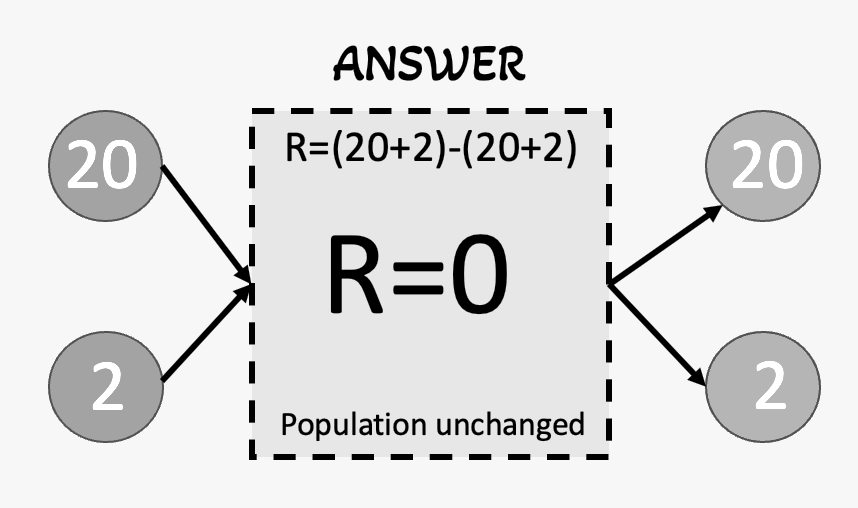 ANSWER
20
2
R=(20+2)-(20+2)
R=0
Population unchanged
20
2